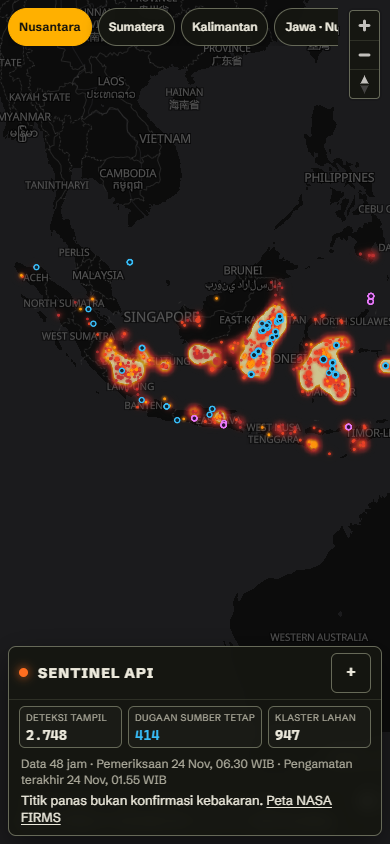 Nusantara
Sumatera
Kalimantan
Jawa · Nu
PROVINCE
广东省
TATE
LAOS
ປະເທດລາວ
HAINAN
海南省
KAYAH STATE
MYANMAR
မြန်မာ
VIETNAM
CAMBODIA
កម្ពុជា
PHILIPPINES
TANINTHARYI
CEBU C
PERLIS
ACEH
MALAYSIA
BRUNEI
NORTH SUMATRA
SINGAPORE
NORTH SULAWES
WEST SUMATRA
LAMPUNG
BANTEN
TENGGARA
TIMOR-L
WESTERN AUSTRALIA
SENTINEL API
+
DETEKSI TAMPIL
2.748
DUGAAN SUMBER TETAP
414
KLASTER LAHAN
947
Data 48 jam · Pemeriksaan 24 Nov, 06.30 WIB · Pengamatan
terakhir 24 Nov, 01.55 WIB
Titik panas bukan konfirmasi kebakaran. Peta NASA
FIRMS